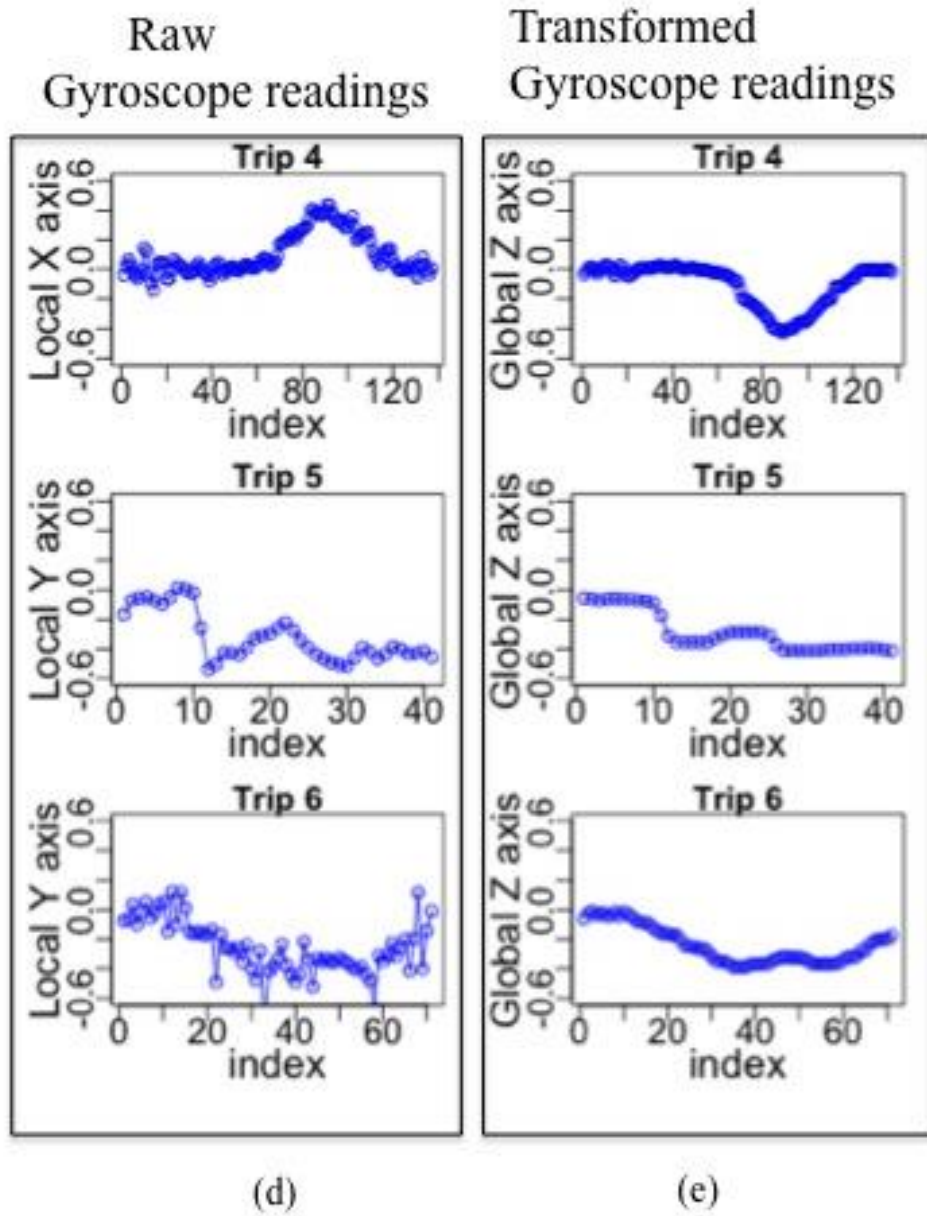 Raw
Gyroscope readings
Transformed
Gyroscope readings
Trip 4
Local X axis
-0.6 0.0 0.6
0 40 80 120
index
Trip 5
Local Y axis
-0.6 0.0 0.6
0 10 20 30 40
index
Trip 6
Local Y axis
-0.6 0.0 0.6
0 20 40 60
index
(d)
Trip 4
Global Z axis
-0.6 0.0 0.6
0 40 80 120
index
Trip 5
Global Z axis
-0.6 0.0 0.6
0 10 20 30 40
index
Trip 6
Global Z axis
-0.6 0.0 0.6
0 20 40 60
index
(e)